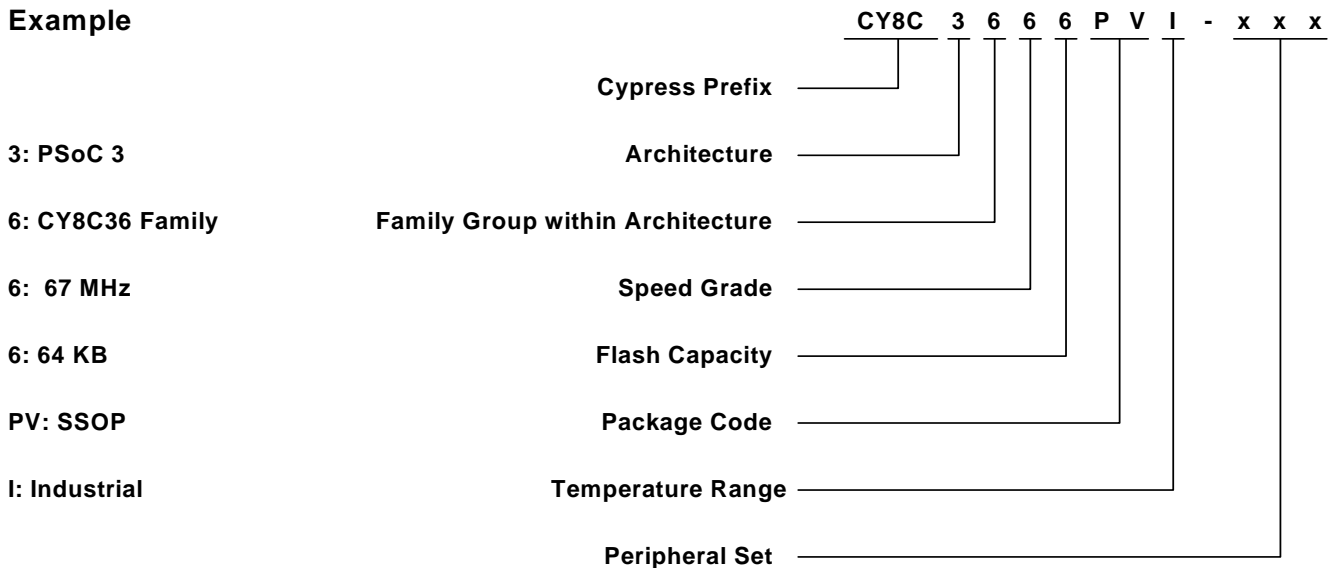 Example CY8C 3 6 6 6 P V I - x x x
Cypress Prefix
3: PSoC 3 Architecture
6: CY8C36 Family Family Group within Architecture
6: 67 MHz Speed Grade
6: 64 KB Flash Capacity
PV: SSOP Package Code
I: Industrial Temperature Range
Peripheral Set